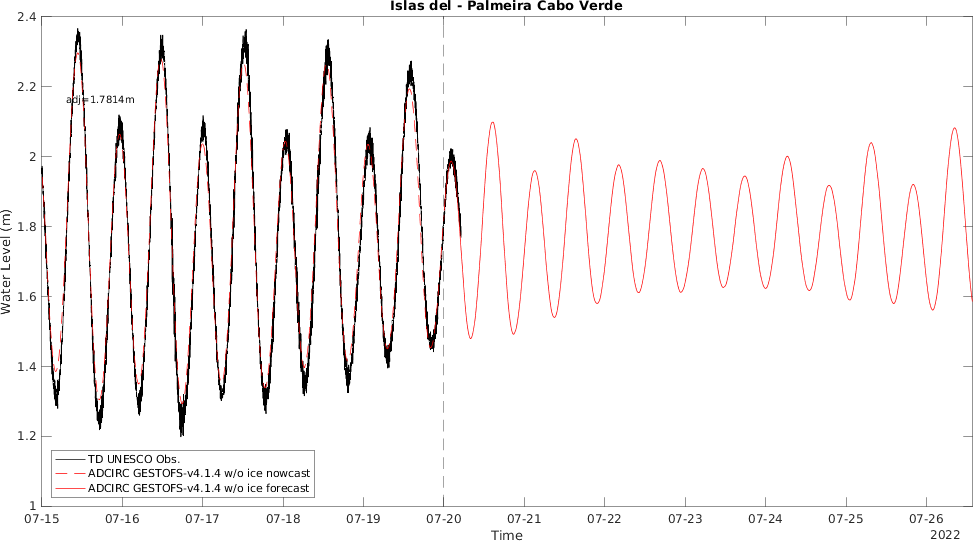 Islas del - Palmeira Cabo Verde
2.4
2.2
2
1.8
1.6
1.4
1.2
1
Water Level (m)
adj=1.7814m
TD UNESCO Obs.
ADCIRC GESTOFS-v4.1.4 w/o ice nowcast
ADCIRC GESTOFS-v4.1.4 w/o ice forecast
07-15 07-16 07-17 07-18 07-19 07-20 07-21 07-22 07-23 07-24 07-25 07-26
Time
2022